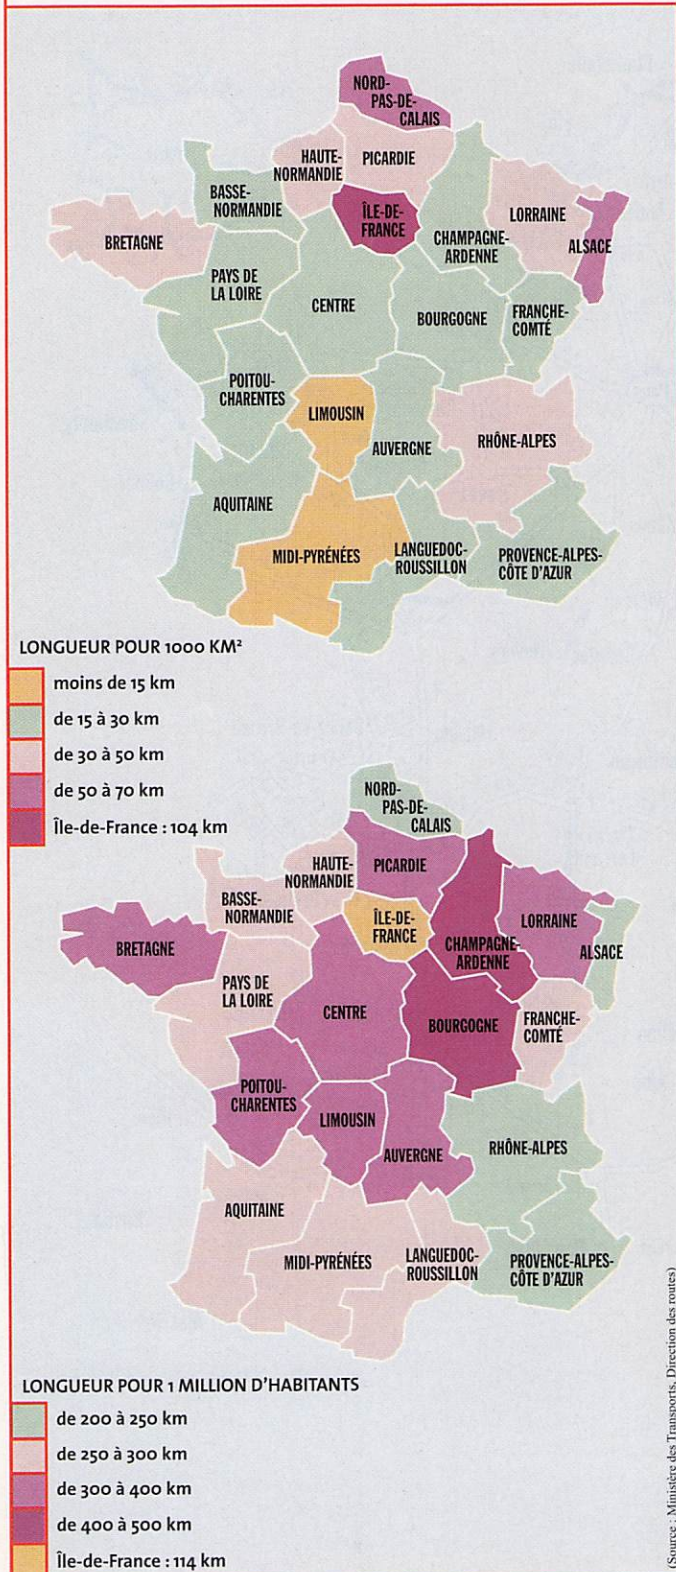 NORD-
PAS-DE-
CALAIS
HAUTE-
NORMANDIE
PICARDIE
BASSE-
NORMANDIE
ÎLE-DE-
FRANCE
LORRAINE
BRETAGNE
CHAMPAGNE-
ARDENNE
ALSACE
PAYS DE
LA LOIRE
CENTRE
BOURGOGNE
FRANCHE-
COMTÉ
POITOU-
CHARENTES
LIMOUSIN
AUVERGNE
RHÔNE-ALPES
AQUITAINE
MIDI-PYRÉNÉES
LANGUEDOC-
ROUSSILLON
PROVENCE-ALPES-
CÔTE D'AZUR
LONGUEUR POUR 1000 KM²
moins de 15 km
de 15 à 30 km
de 30 à 50 km
de 50 à 70 km
Île-de-France : 104 km
NORD-
PAS-DE-
CALAIS
HAUTE-
NORMANDIE
PICARDIE
BASSE-
NORMANDIE
ÎLE-DE-
FRANCE
LORRAINE
BRETAGNE
CHAMPAGNE-
ARDENNE
ALSACE
PAYS DE
LA LOIRE
CENTRE
BOURGOGNE
FRANCHE-
COMTÉ
POITOU-
CHARENTES
LIMOUSIN
AUVERGNE
RHÔNE-ALPES
AQUITAINE
MIDI-PYRÉNÉES
LANGUEDOC-
ROUSSILLON
PROVENCE-ALPES-
CÔTE D'AZUR
LONGUEUR POUR 1 MILLION D'HABITANTS
de 200 à 250 km
de 250 à 300 km
de 300 à 400 km
de 400 à 500 km
Île-de-France : 114 km
(Source : Ministère des Transports, Direction des routes)